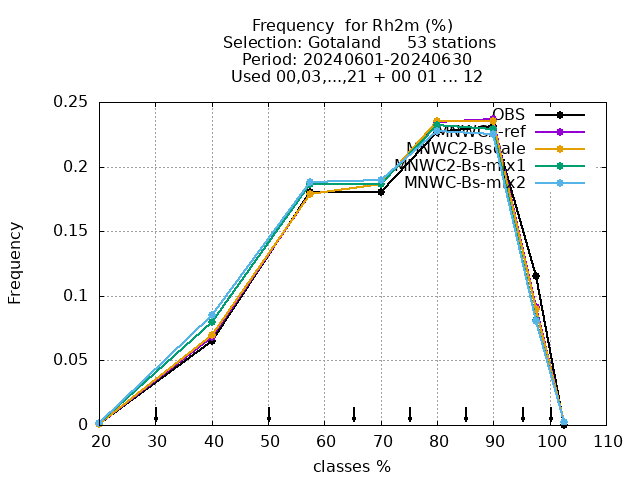 Frequency for Rh2m (%)
Selection: Gotaland 53 stations
Period: 20240601-20240630
Used 00,03,...,21 + 00 01 ... 12
0.25
0.2
0.15
0.1
0.05
0
Frequency
20 30 40 50 60 70 80 90 100 110
classes %
OBS
MNWC2-Bs-mix1
MNWC-Bs-mix2